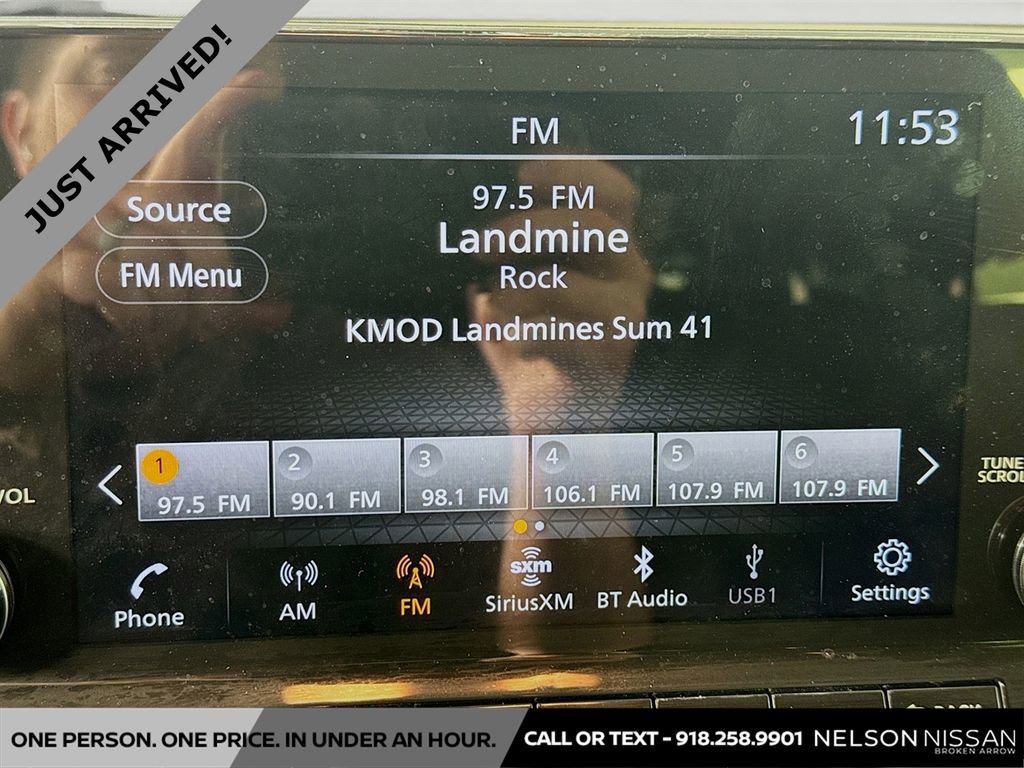 JUST ARRIVED!
FM
11:53
Source
97.5 FM
Landmine
FM Menu
Rock
KMOD Landmines Sum 41
1
2
3
4
5
6
97.5 FM
90.1 FM
98.1 FM
106.1 FM
107.9 FM
107.9 FM
VOL
TUNE
SCROLL
Phone
AM
FM
sxm
SiriusXM
BT Audio
USB1
Settings
BACK
ONE PERSON. ONE PRICE. IN UNDER AN HOUR.
CALL OR TEXT - 918.258.9901
NELSON NISSAN
BROKEN ARROW